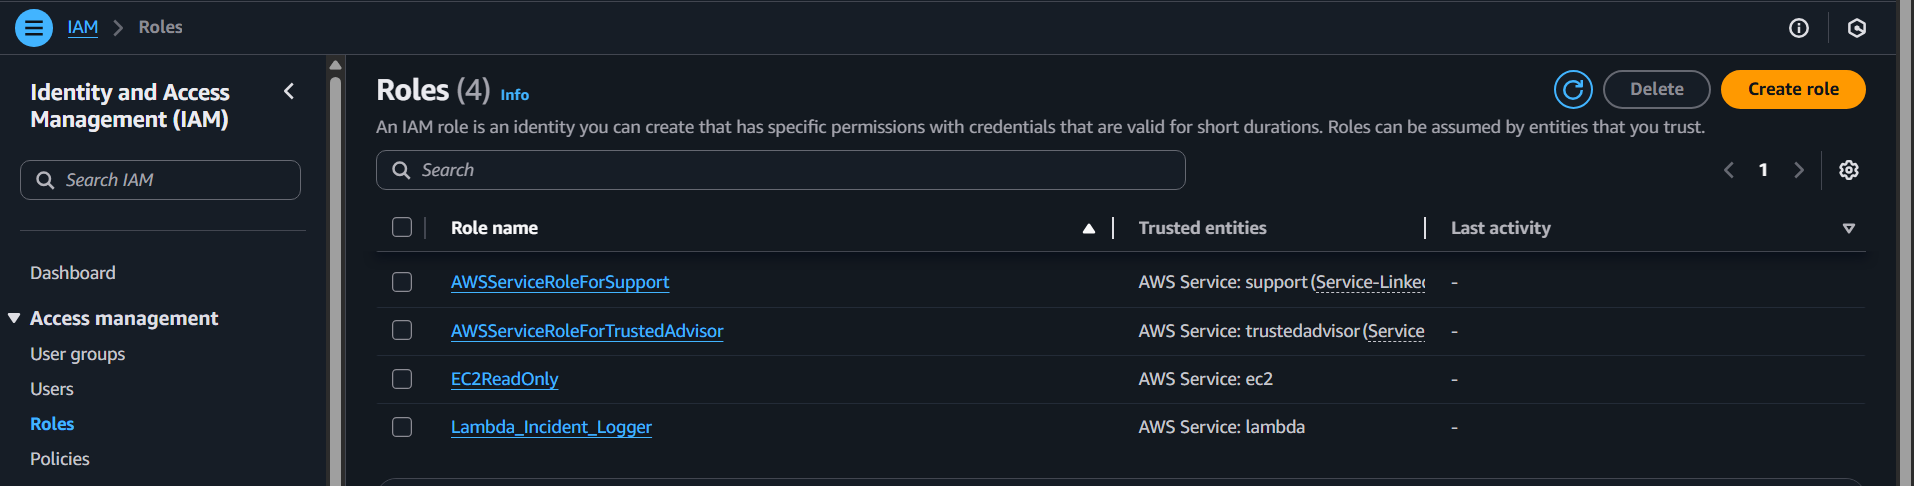 IAM > Roles
Identity and Access
Management (IAM)
Search IAM
Dashboard
Access management
User groups
Users
Roles
Policies
Roles (4) Info
Delete
Create role
An IAM role is an identity you can create that has specific permissions with credentials that are valid for short durations. Roles can be assumed by entities that you trust.
Search
1
Role name Trusted entities Last activity
AWSServiceRoleForSupport AWS Service: support (Service-Linked -
AWSServiceRoleForTrustedAdvisor AWS Service: trustedadvisor (Service -
EC2ReadOnly AWS Service: ec2 -
Lambda_Incident_Logger AWS Service: lambda -